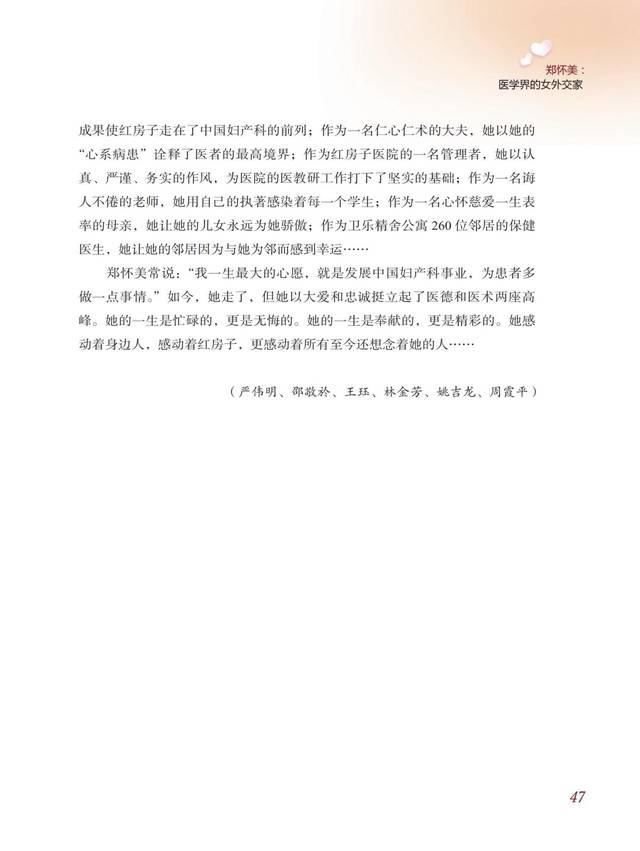 郑怀美：
医学界的女外交家
成果使红房子走在了中国妇产科的前列；作为一名仁心仁术的大夫，她以她的
“心系病患”诠释了医者的最高境界；作为红房子医院的一名管理者，她以认
真、严谨、务实的作风，为医院的医教研工作打下了坚实的基础；作为一名诲
人不倦的老师，她用自己的执著感染着每一个学生；作为一名心怀慈爱一生表
率的母亲，她让她的儿女永远为她骄傲；作为卫乐精舍公寓 260 位邻居的保健
医生，她让她的邻居因为与她为邻而感到幸运……
郑怀美常说：“我一生最大的心愿，就是发展中国妇产科事业，为患者多
做一点事情。”如今，她走了，但她以大爱和忠诚挺立起了医德和医术两座高
峰。她的一生是忙碌的，更是无悔的。她的一生是奉献的，更是精彩的。她感
动着身边人，感动着红房子，更感动着所有至今还想念着她的人……
（严伟明、邵敬於、王珏、林金芳、姚吉龙、周霞平）
47